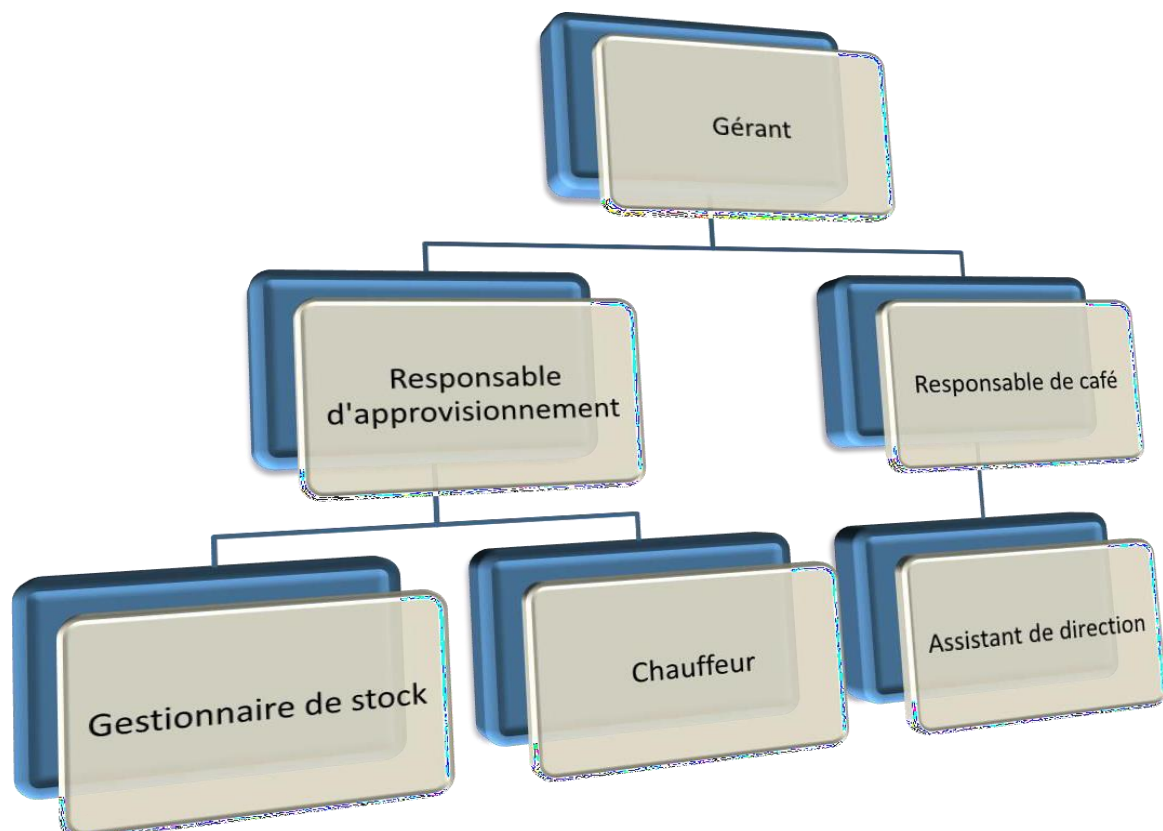 Gérant
Responsable
d'approvisionnement
Responsable de café
Gestionnaire de stock
Chauffeur
Assistant de direction